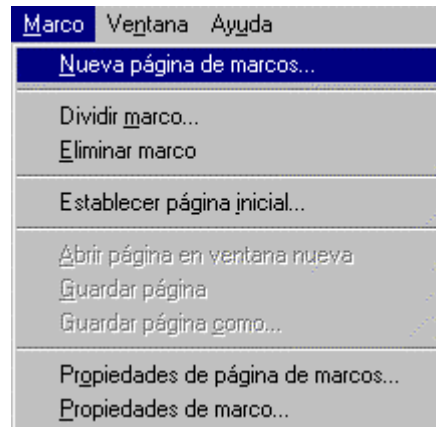 Marco Ventana Ayuda
Nueva página de marcos...
Dividir marco...
Eliminar marco
Establecer página inicial...
Abrir página en ventana nueva
Guardar página
Guardar página como...
Propiedades de página de marcos...
Propiedades de marco...